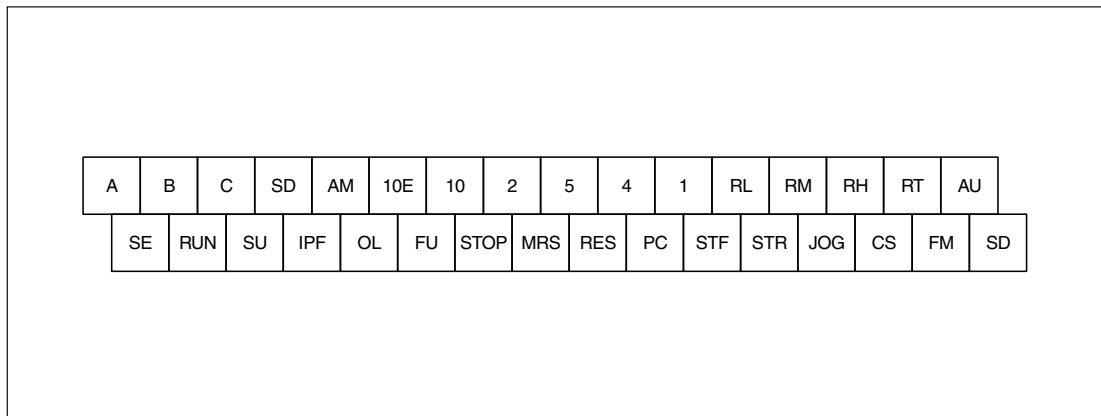 A B C SD AM 10E 10 2 5 4 1 RL RM RH RT AU
SE RUN SU IPF OL FU STOP MRS RES PC STF STR JOG CS FM SD